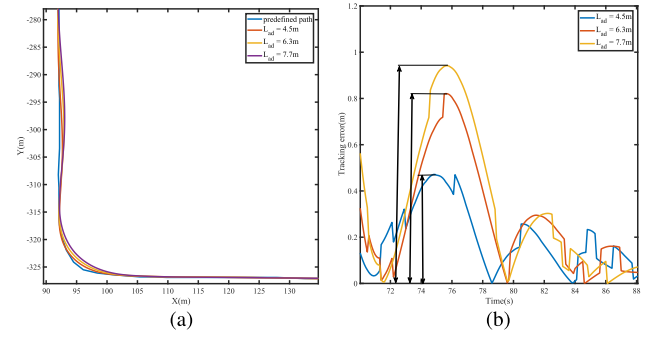 -280
-285
-290
-295
-300
-305
-310
-315
-320
-325
Y(m)
90 95 100 105 110 115 120 125 130
X(m)
predefined path
L_ad = 4.5m
L_ad = 6.3m
L_ad = 7.7m
(a)
1.2
1
0.8
0.6
0.4
0.2
0
Tracking error(m)
72 74 76 78 80 82 84 86 88
Time(s)
L_ad = 4.5m
L_ad = 6.3m
L_ad = 7.7m
(b)